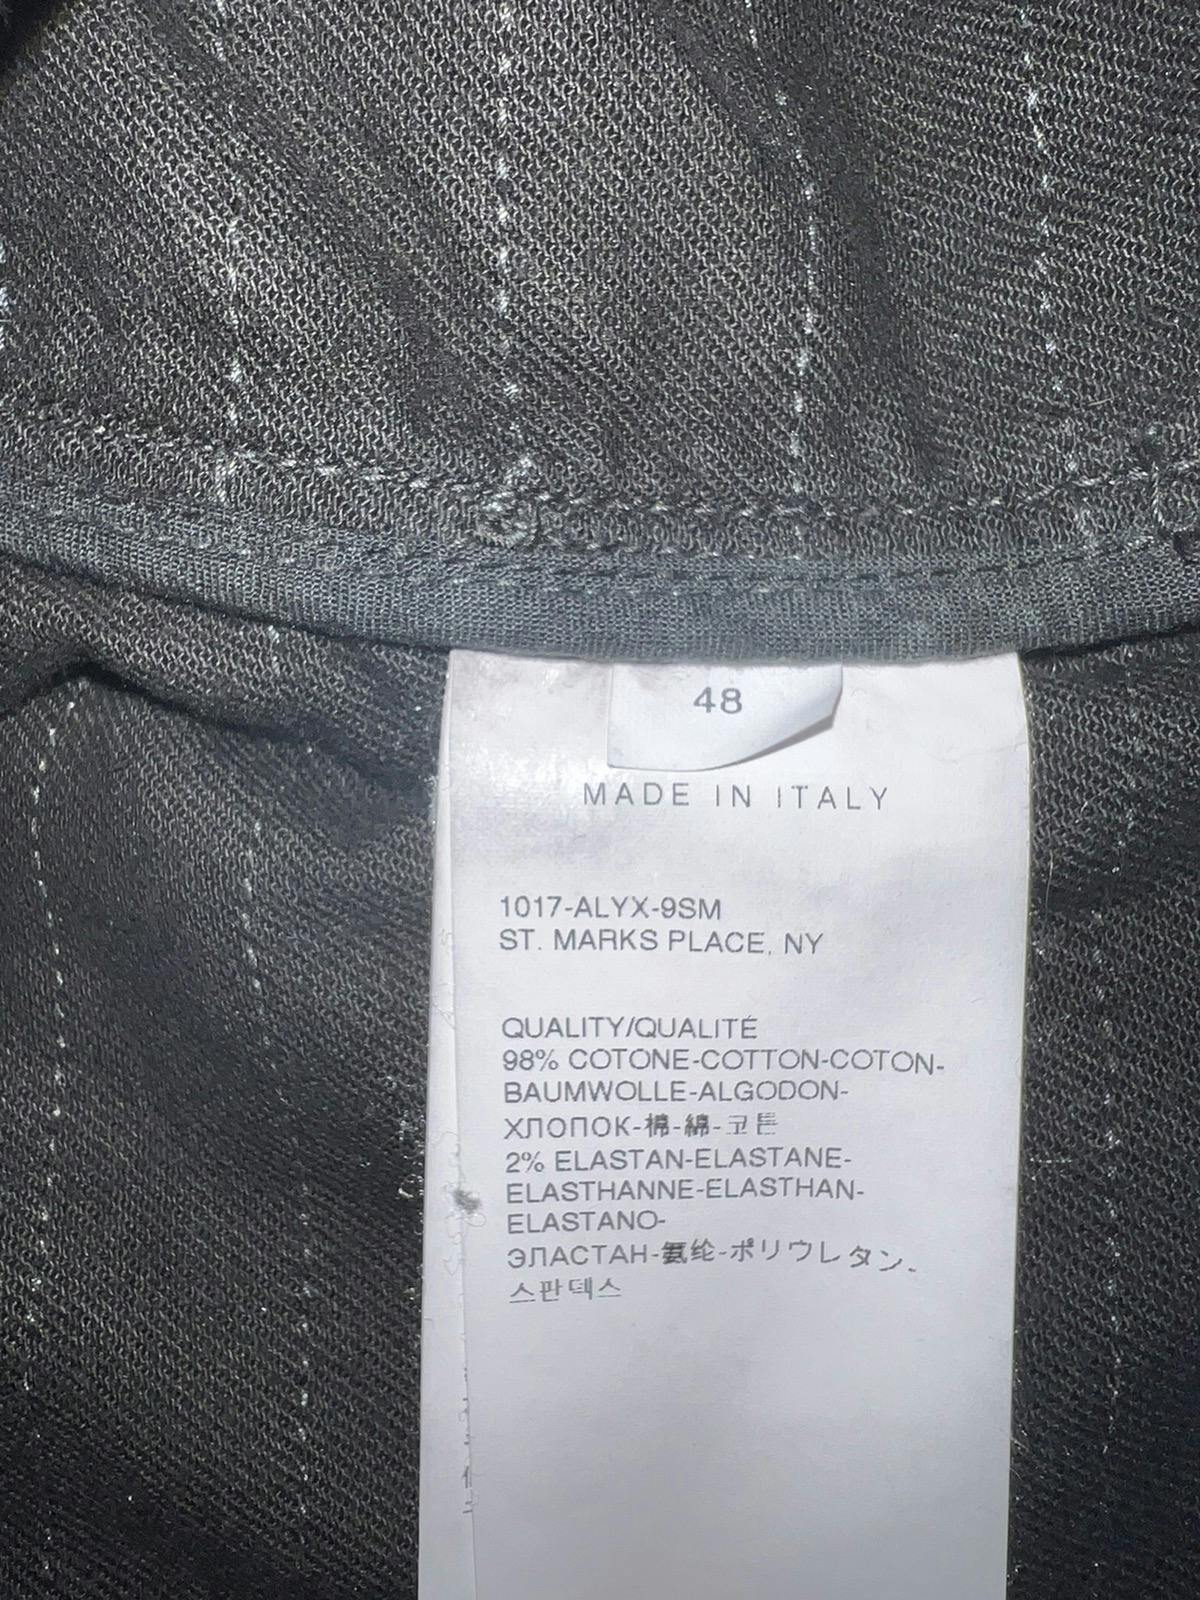 48
MADE IN ITALY
1017-ALYX-9SM
ST. MARKS PLACE, NY
QUALITY/QUALITÉ
98% COTONE-COTTON-COTON-
BAUMWOLLE-ALGODON-
ХЛОПОК-棉-綿-코튼
2% ELASTAN-ELASTANE-
ELASTHANNE-ELASTHAN-
ELASTANO-
ЭЛАСТАН-氨纶-ポリウレタン-
스판덱스